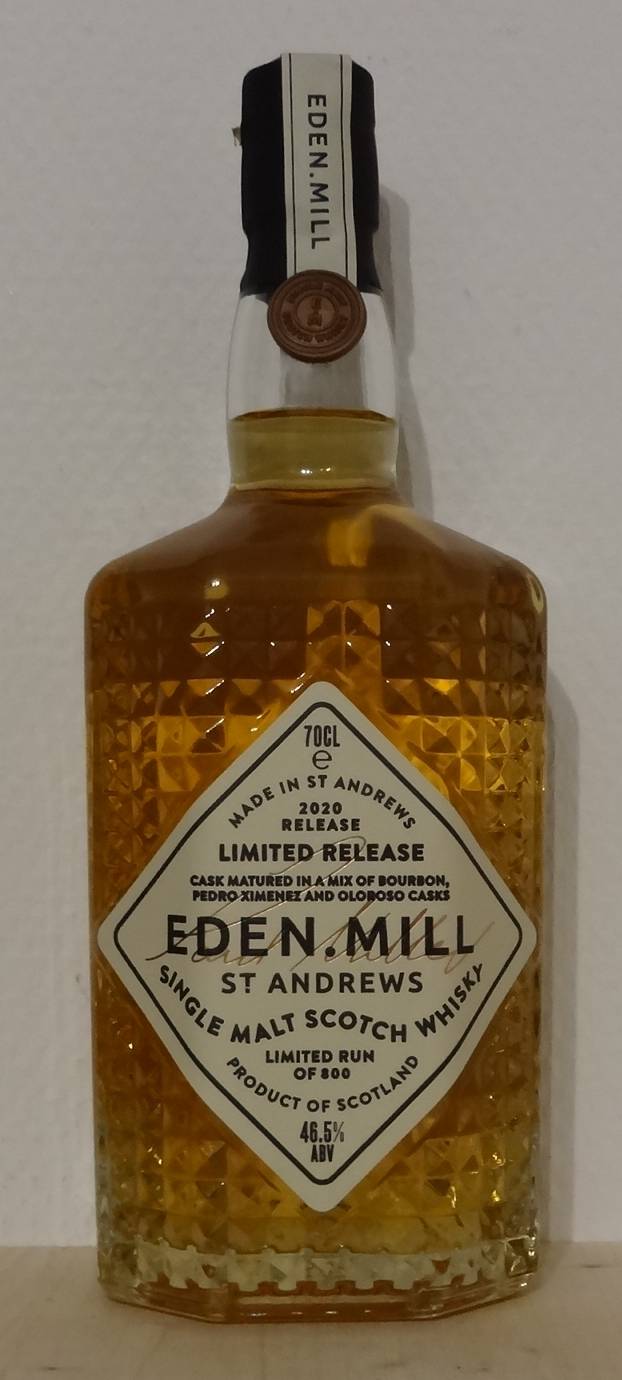 EDEN.MILL
70CL
e
MADE IN ST ANDREWS
2020
RELEASE
LIMITED RELEASE
CASK MATURED IN A MIX OF BOURBON,
PEDRO XIMENEZ AND OLOROSO CASKS
EDEN.MILL
ST ANDREWS
SINGLE MALT SCOTCH WHISKY
LIMITED RUN
OF 800
PRODUCT OF SCOTLAND
46.5%
ABV